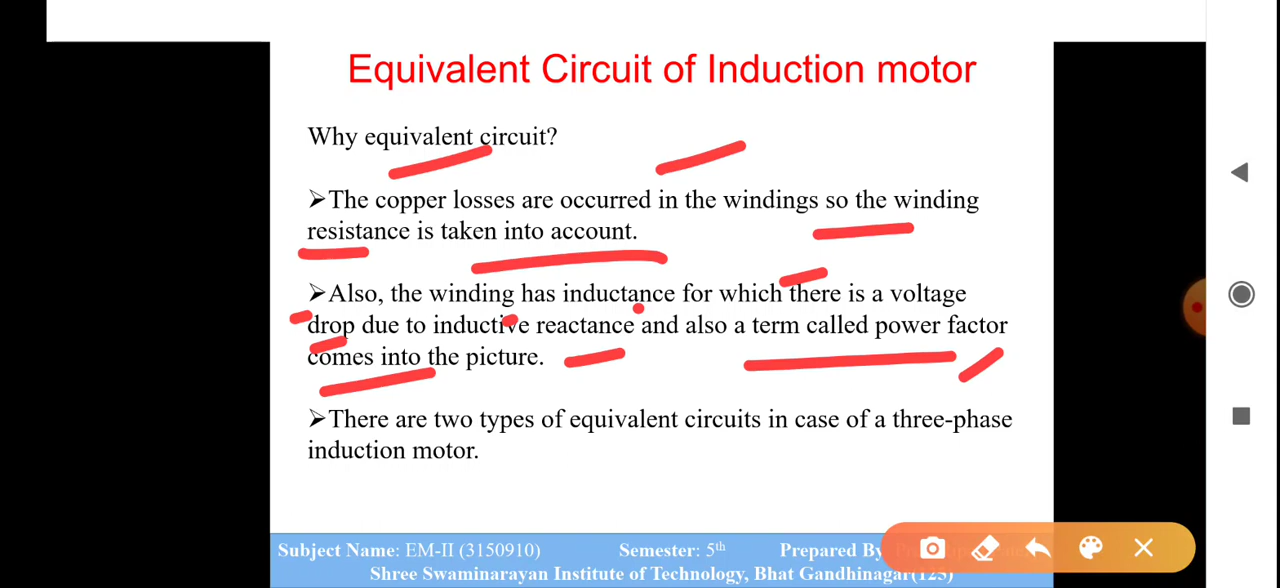 Equivalent Circuit of Induction motor
Why equivalent circuit?
➢The copper losses are occurred in the windings so the winding
resistance is taken into account.
➢Also, the winding has inductance for which there is a voltage
drop due to inductive reactance and also a term called power factor
comes into the picture.
➢There are two types of equivalent circuits in case of a three-phase
induction motor.
Subject Name: EM-II (3150910) Semester: 5th Prepared By
Shree Swaminarayan Institute of Technology, Bhat Gandhinagar(123)